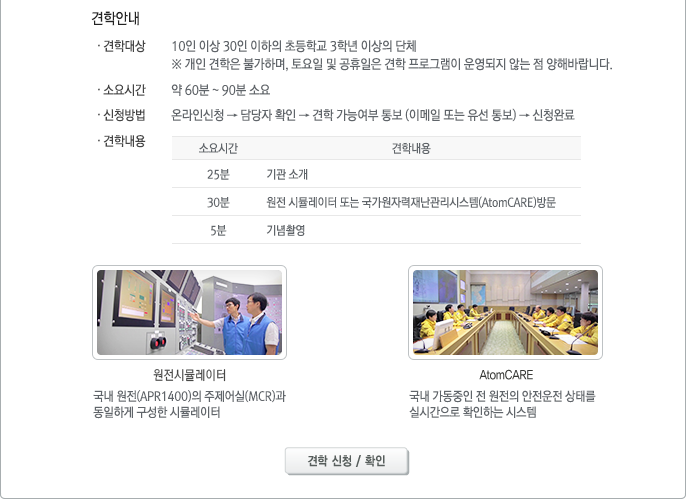 견학안내
· 견학대상 10인 이상 30인 이하의 초등학교 3학년 이상의 단체
※ 개인 견학은 불가하며, 토요일 및 공휴일은 견학 프로그램이 운영되지 않는 점 양해바랍니다.
· 소요시간 약 60분 ~ 90분 소요
· 신청방법 온라인신청 → 담당자 확인 → 견학 가능여부 통보 (이메일 또는 유선 통보) → 신청완료
· 견학내용
소요시간 견학내용
25분 기관 소개
30분 원전 시뮬레이터 또는 국가원자력재난관리시스템(AtomCARE)방문
5분 기념촬영
원전시뮬레이터
국내 원전(APR1400)의 주제어실(MCR)과
동일하게 구성한 시뮬레이터
AtomCARE
국내 가동중인 전 원전의 안전운전 상태를
실시간으로 확인하는 시스템
견학 신청 / 확인